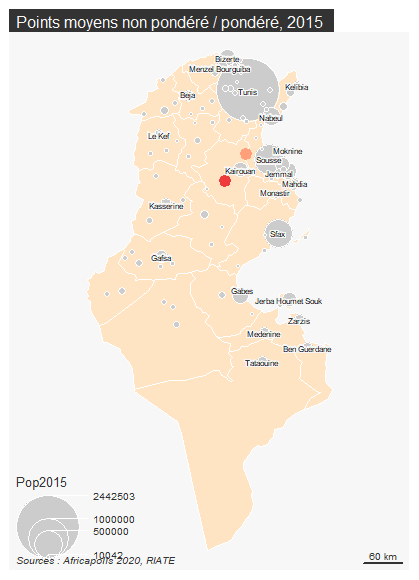 Points moyens non pondéré / pondéré, 2015
Bizerte
Menzel Bourguiba
Tunis
Kelibia
Beja
Nabeul
Le Kef
Moknine
Sousse
Kairouan
Jemmal
Mahdia
Monastir
Kasserine
Sfax
Gafsa
Gabes
Jerba Houmet Souk
Zarzis
Medenine
Ben Guerdane
Tataouine
Pop2015
2442503
1000000
500000
10042
Sources : Africapolis 2020, RIATE
60 km